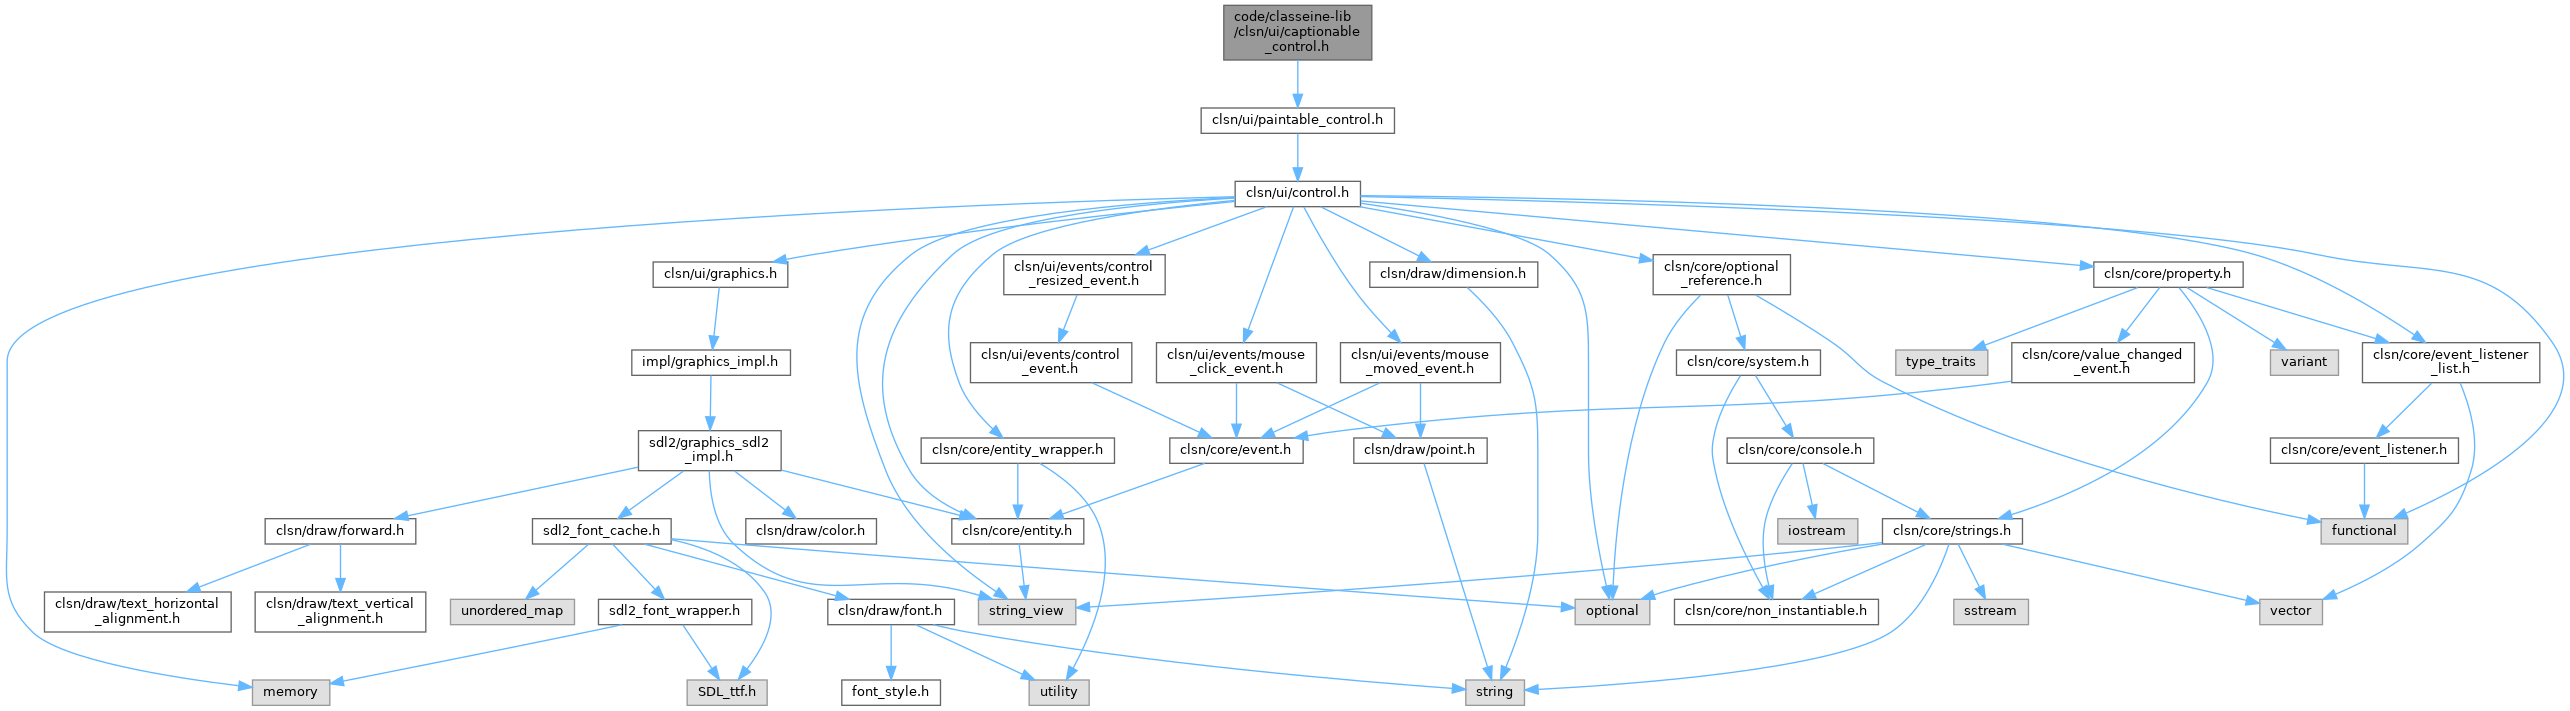 code/classeine-lib
/clsn/ui/captionable
_control.h
clsn/ui/paintable_control.h
clsn/ui/control.h
clsn/ui/graphics.h
clsn/ui/events/control
_resized_event.h
clsn/draw/dimension.h
clsn/core/optional
_reference.h
clsn/core/property.h
impl/graphics_impl.h
clsn/ui/events/control
_event.h
clsn/ui/events/mouse
_click_event.h
clsn/ui/events/mouse
_moved_event.h
clsn/core/system.h
type_traits
clsn/core/value_changed
_event.h
variant
clsn/core/event_listener
_list.h
sdl2/graphics_sdl2
_impl.h
clsn/core/entity_wrapper.h
clsn/core/event.h
clsn/draw/point.h
clsn/core/console.h
clsn/core/event_listener.h
clsn/draw/forward.h
sdl2_font_cache.h
clsn/draw/color.h
clsn/core/entity.h
iostream
clsn/core/strings.h
functional
clsn/draw/text_horizontal
_alignment.h
clsn/draw/text_vertical
_alignment.h
unordered_map
sdl2_font_wrapper.h
clsn/draw/font.h
string_view
optional
clsn/core/non_instantiable.h
sstream
vector
memory
SDL_ttf.h
font_style.h
utility
string